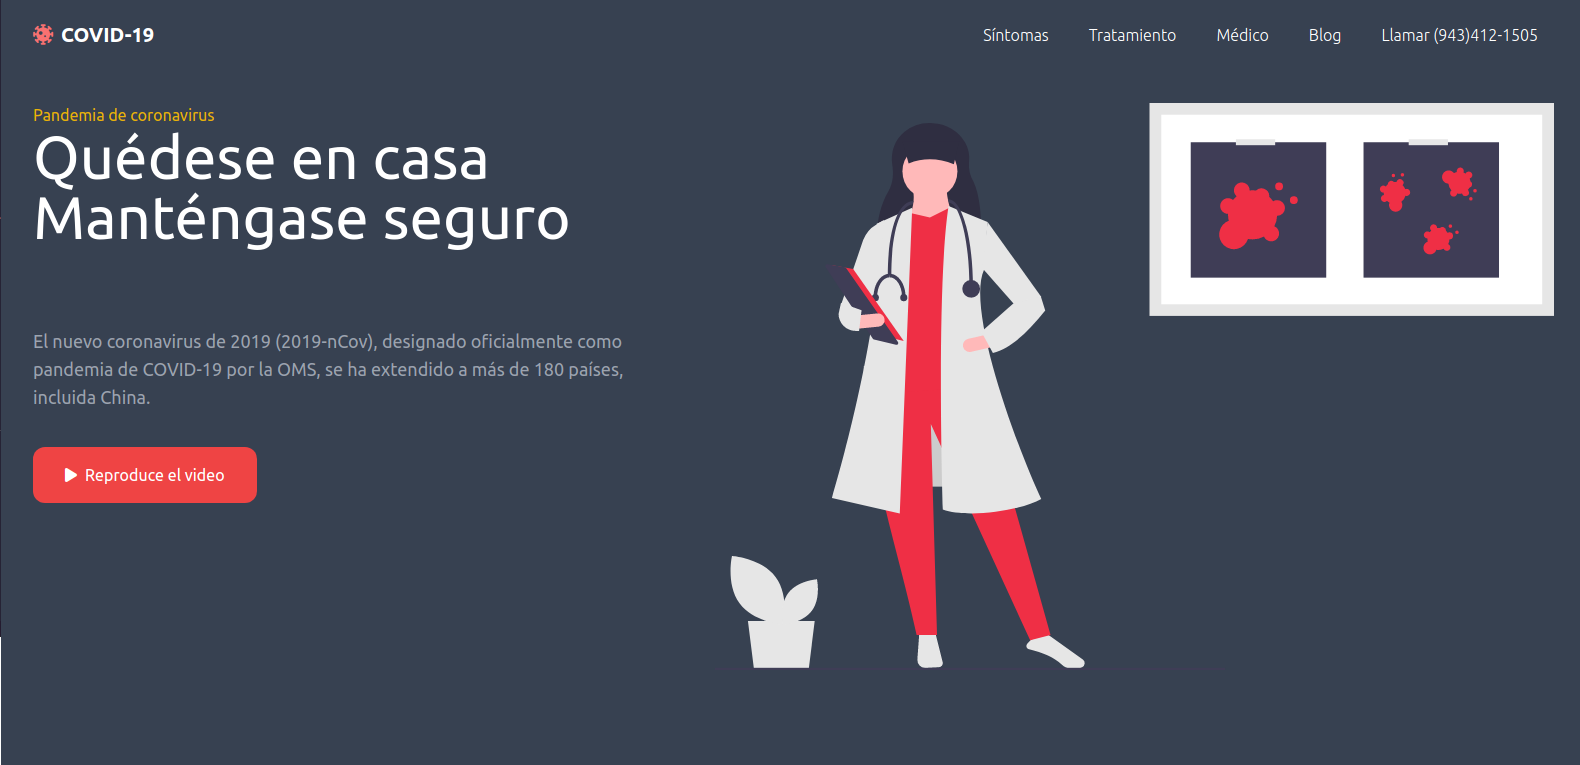 COVID-19
Síntomas
Tratamiento
Médico
Blog
Llamar (943)412-1505
Pandemia de coronavirus
Quédese en casa
Manténgase seguro
El nuevo coronavirus de 2019 (2019-nCov), designado oficialmente como
pandemia de COVID-19 por la OMS, se ha extendido a más de 180 países,
incluida China.
Reproduce el video